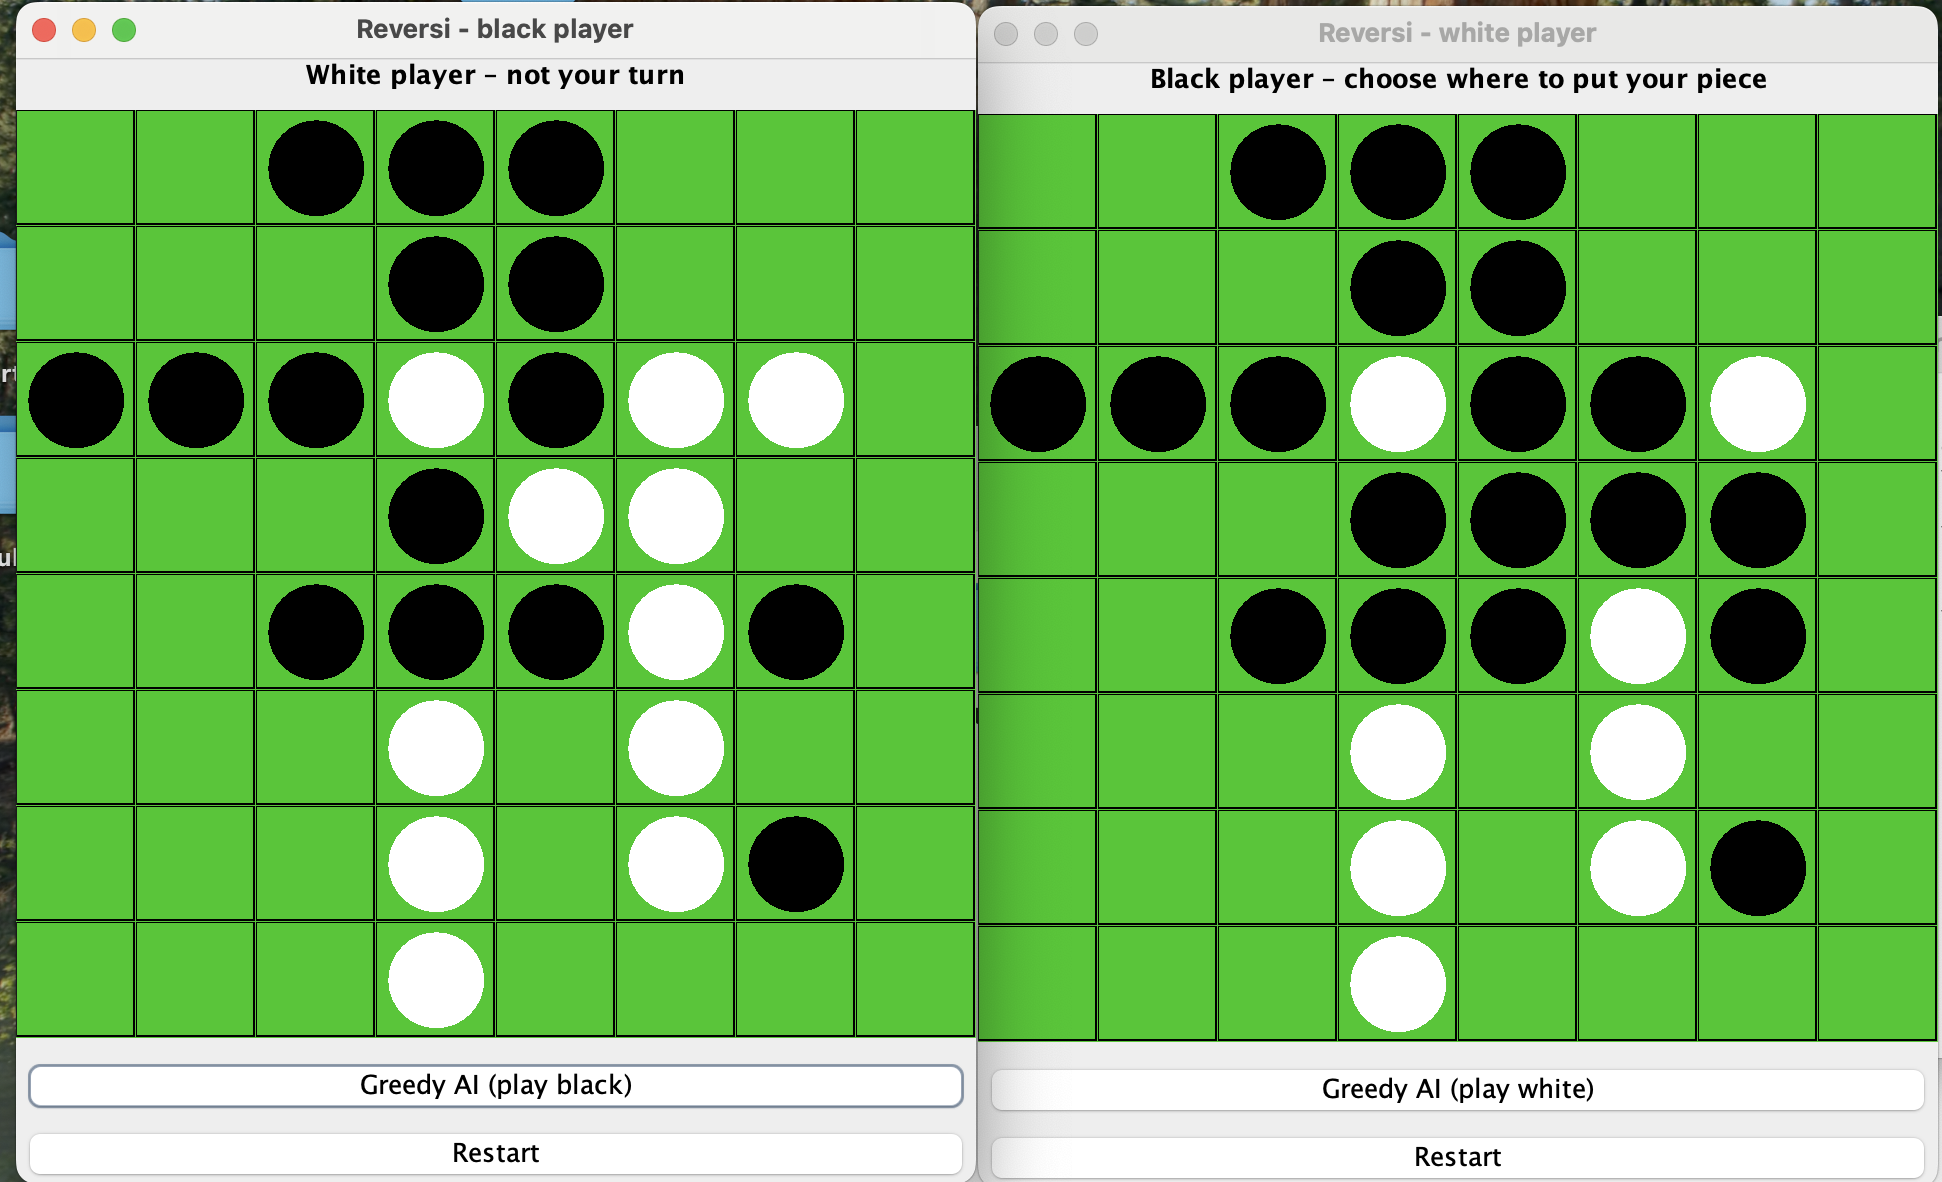 Reversi - black player
White player – not your turn
Greedy AI (play black)
Restart
Reversi - white player
Black player – choose where to put your piece
Greedy AI (play white)
Restart